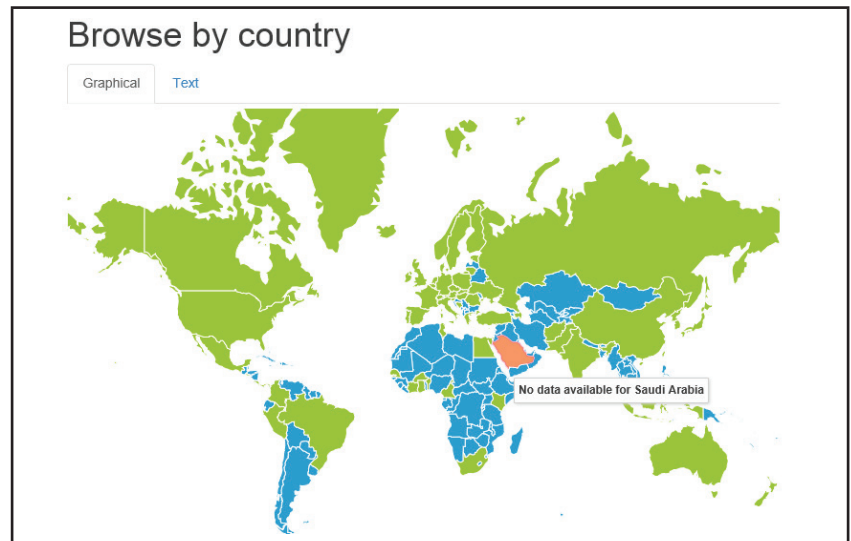 Browse by country
Graphical Text
No data available for Saudi Arabia